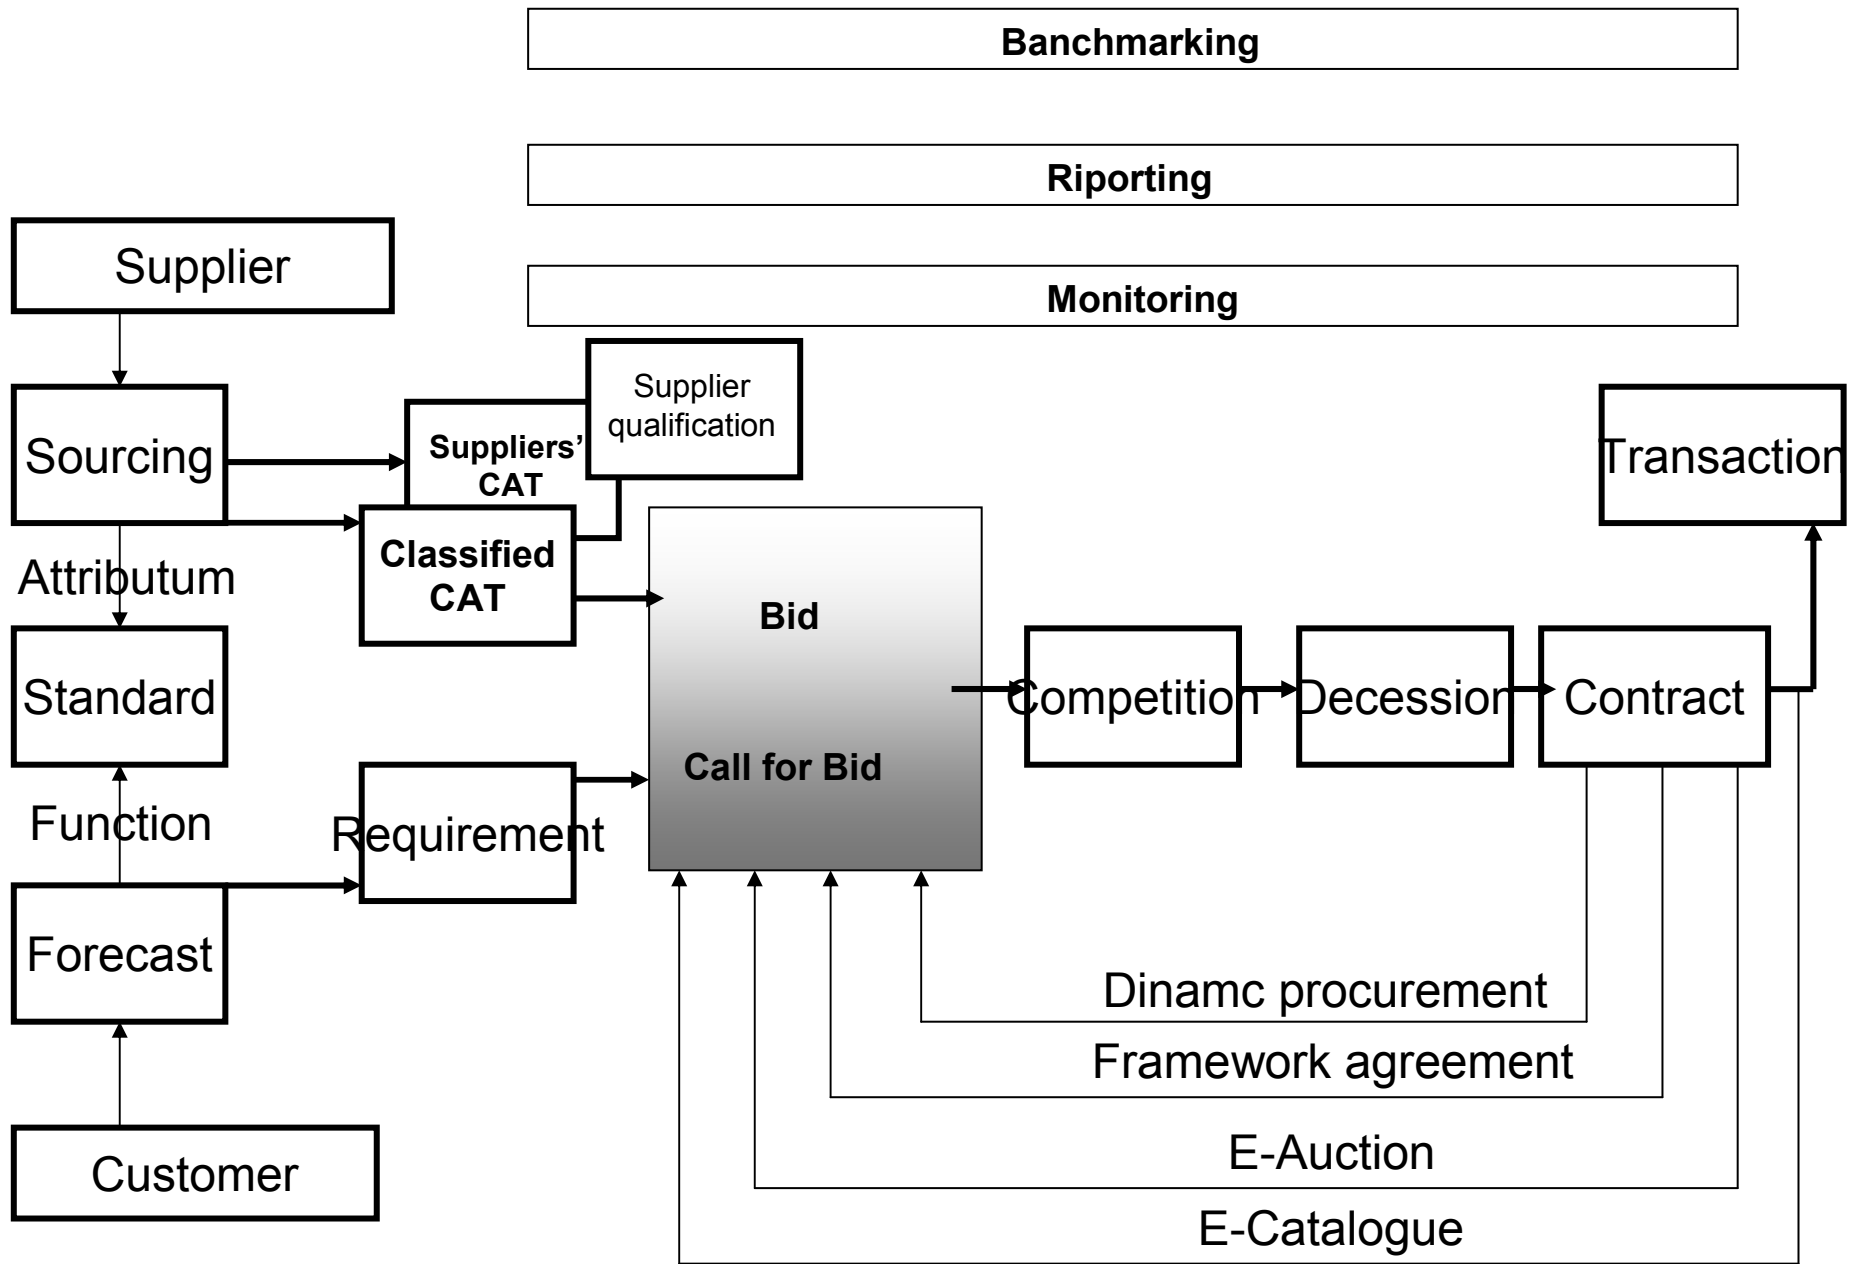 Banchmarking
Riporting
Supplier
Monitoring
Supplier
qualification
Sourcing
Suppliers’
CAT
Transaction
Classified
CAT
Attributum
Bid
Standard
Competition
Decession
Contract
Call for Bid
Function
Requirement
Forecast
Dinamc procurement
Framework agreement
E-Auction
Customer
E-Catalogue